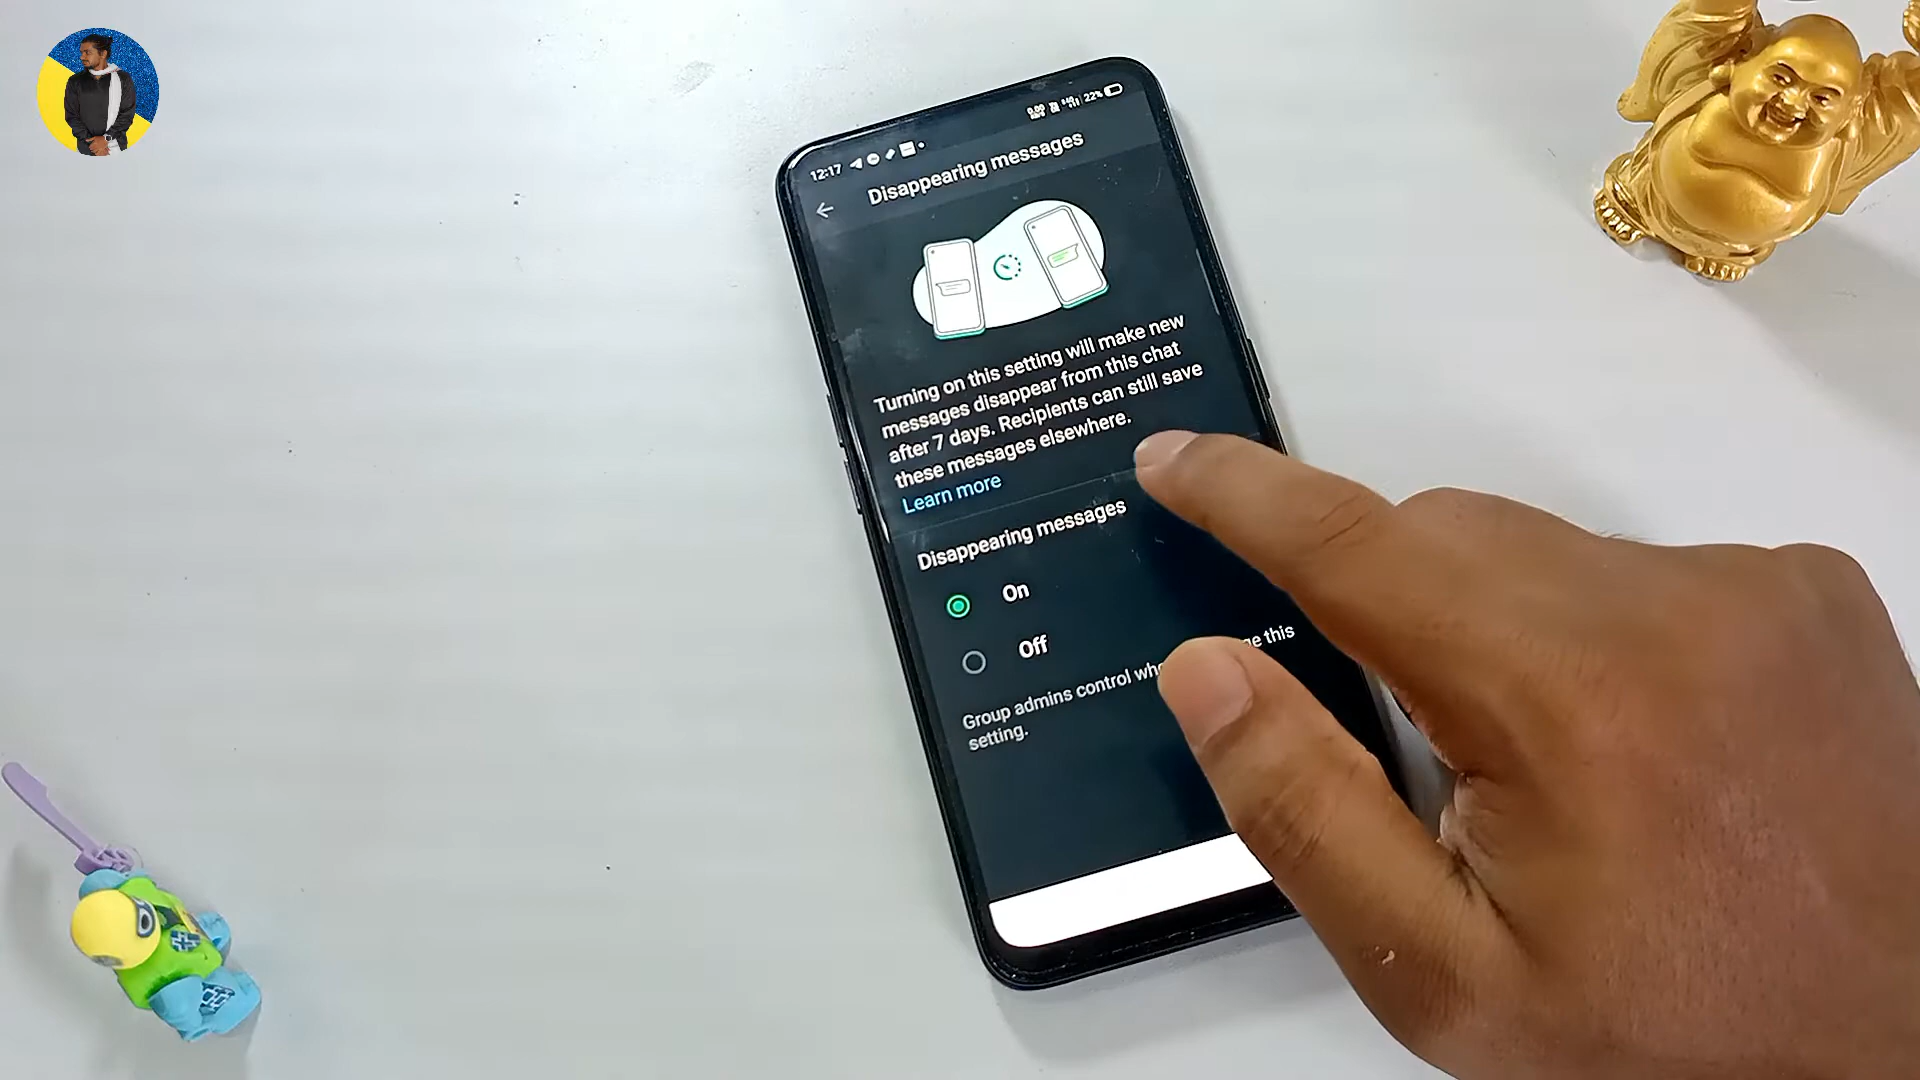 12:17
22%
Disappearing messages
Turning on this setting will make new
messages disappear from this chat
after 7 days. Recipients can still save
these messages elsewhere.
Learn more
Disappearing messages
On
Off
Group admins control this
setting.